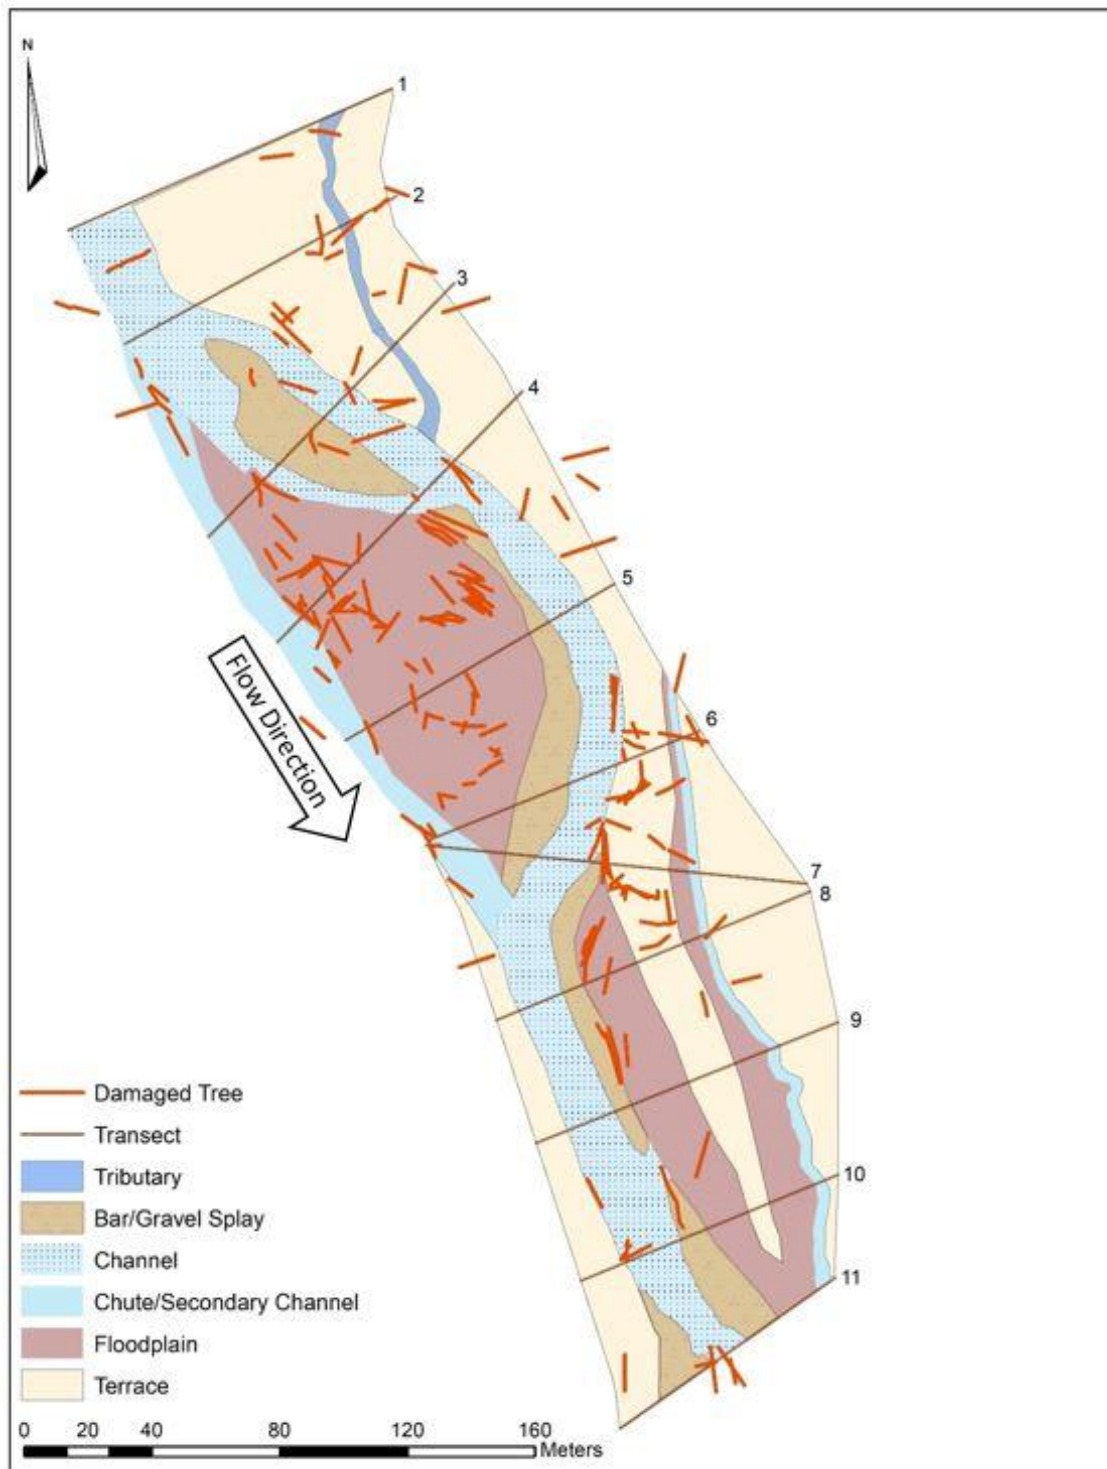 N
1
2
3
4
5
6
7
8
9
10
11
Flow Direction
Damaged Tree
Transect
Tributary
Bar/Gravel Splay
Channel
Chute/Secondary Channel
Floodplain
Terrace
0 20 40 80 120 160
Meters